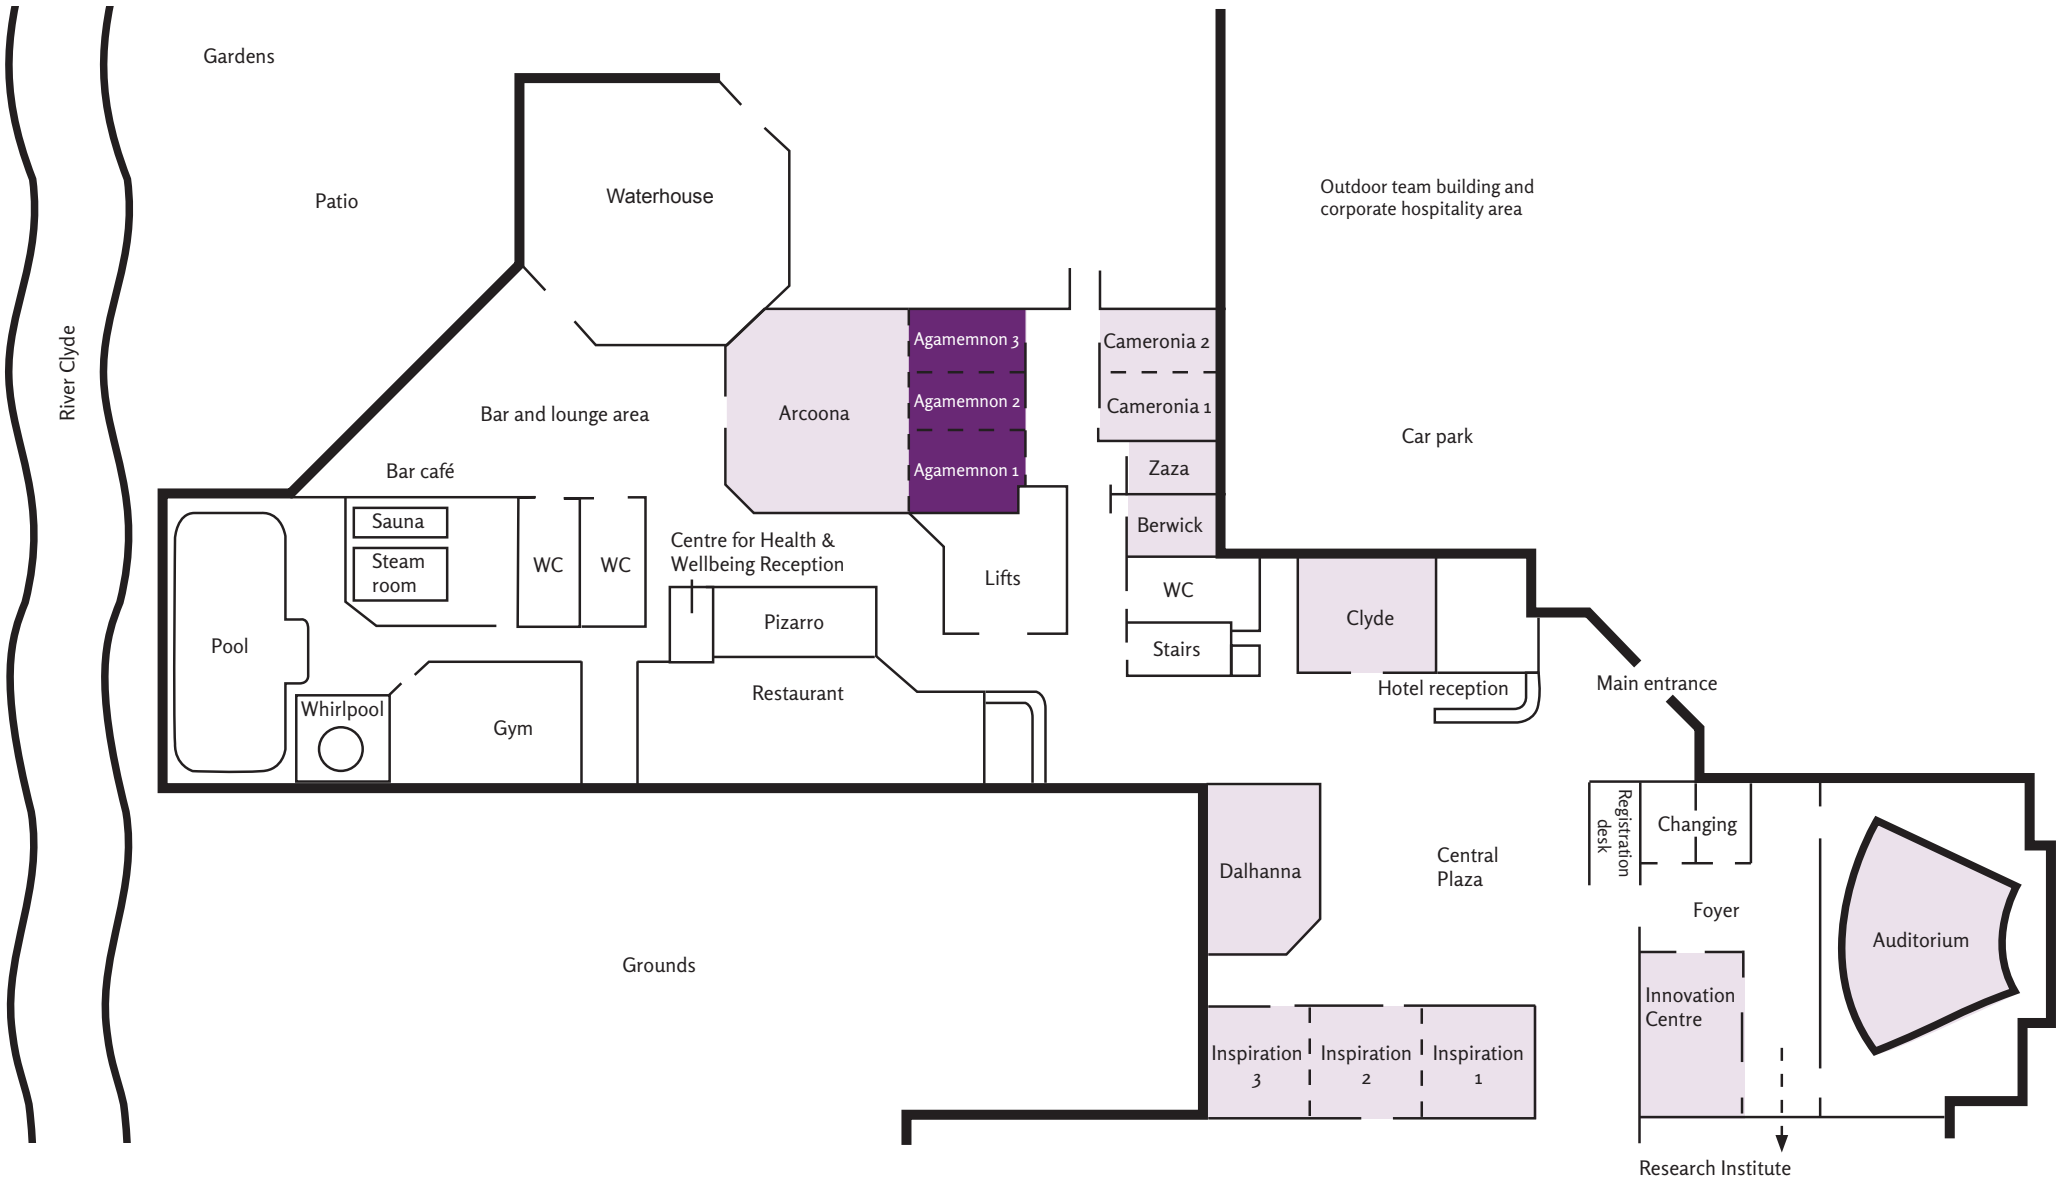 Gardens
Patio
Waterhouse
Outdoor team building and
corporate hospitality area
River Clyde
Agamemnon 3
Agamemnon 2
Agamemnon 1
Arcoona
Cameronia 2
Cameronia 1
Zaza
Berwick
Car park
Bar and lounge area
Bar café
Sauna
Steam
room
WC
WC
Centre for Health &
Wellbeing Reception
Pizarro
Lifts
WC
Stairs
Clyde
Pool
Whirlpool
Gym
Restaurant
Hotel reception
Main entrance
Dalhanna
Central
Plaza
Registration
desk
Changing
Foyer
Auditorium
Grounds
Innovation
Centre
Inspiration
3
Inspiration
2
Inspiration
1
Research Institute